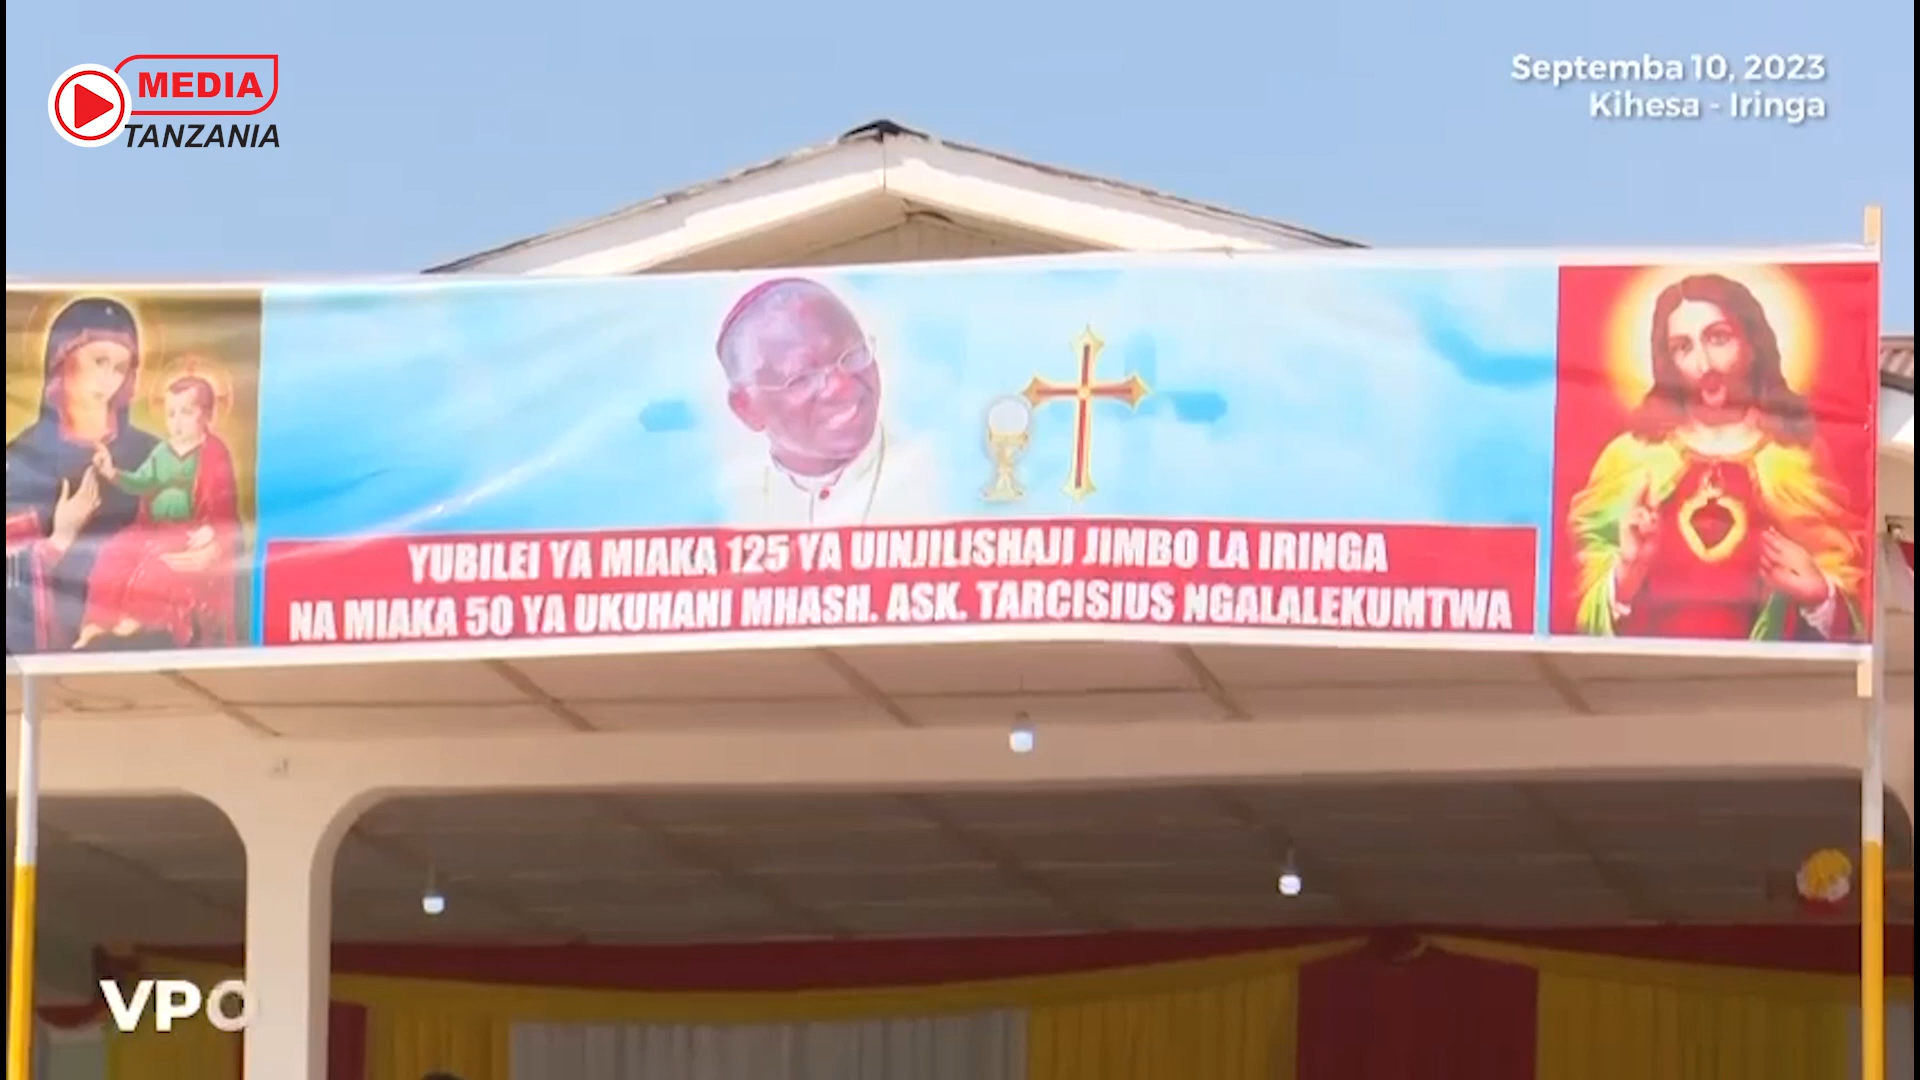 MEDIA
TANZANIA
Septemba 10, 2023
Kihesa - Iringa
YUBILEI YA MIAKA 125 YA UINJILISHAJI JIMBO LA IRINGA
NA MIAKA 50 YA UKUHANI MHASH. ASK. TARCISIUS NGALALEKUMTWA
VPO